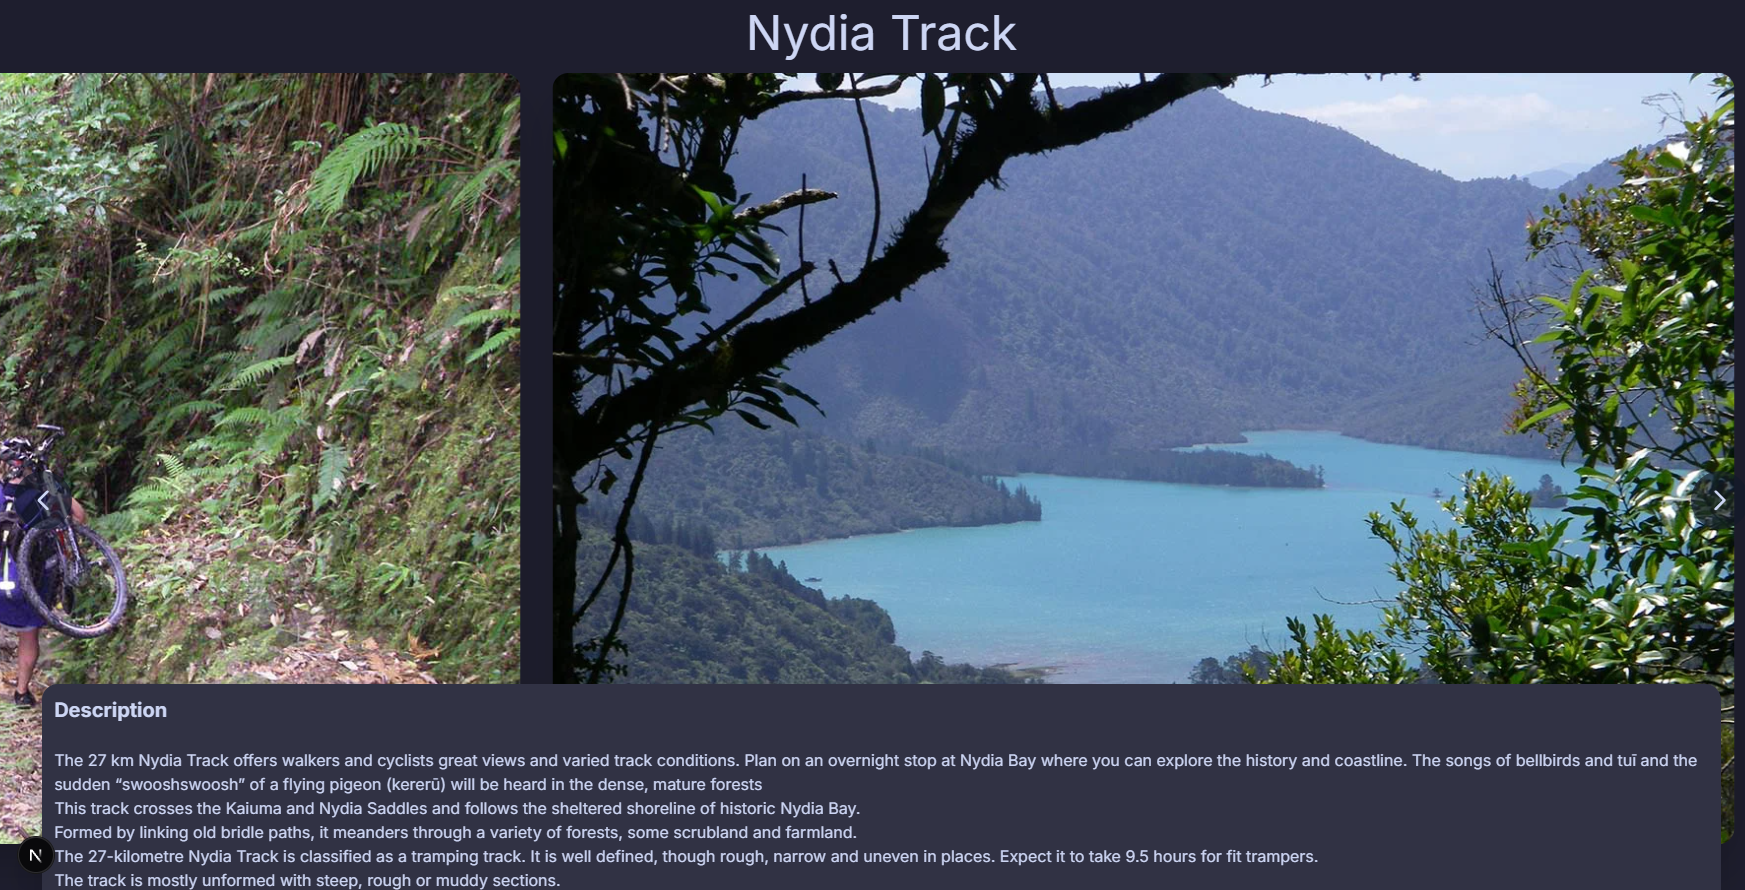 Nydia Track
Description
The 27 km Nydia Track offers walkers and cyclists great views and varied track conditions. Plan on an overnight stop at Nydia Bay where you can explore the history and coastline. The songs of bellbirds and tuī and the
sudden “swooshswoosh” of a flying pigeon (kererū) will be heard in the dense, mature forests
This track crosses the Kaiuma and Nydia Saddles and follows the sheltered shoreline of historic Nydia Bay.
Formed by linking old bridle paths, it meanders through a variety of forests, some scrubland and farmland.
N
The 27-kilometre Nydia Track is classified as a tramping track. It is well defined, though rough, narrow and uneven in places. Expect it to take 9.5 hours for fit trampers.
The track is mostly unformed with steep, rough or muddy sections.